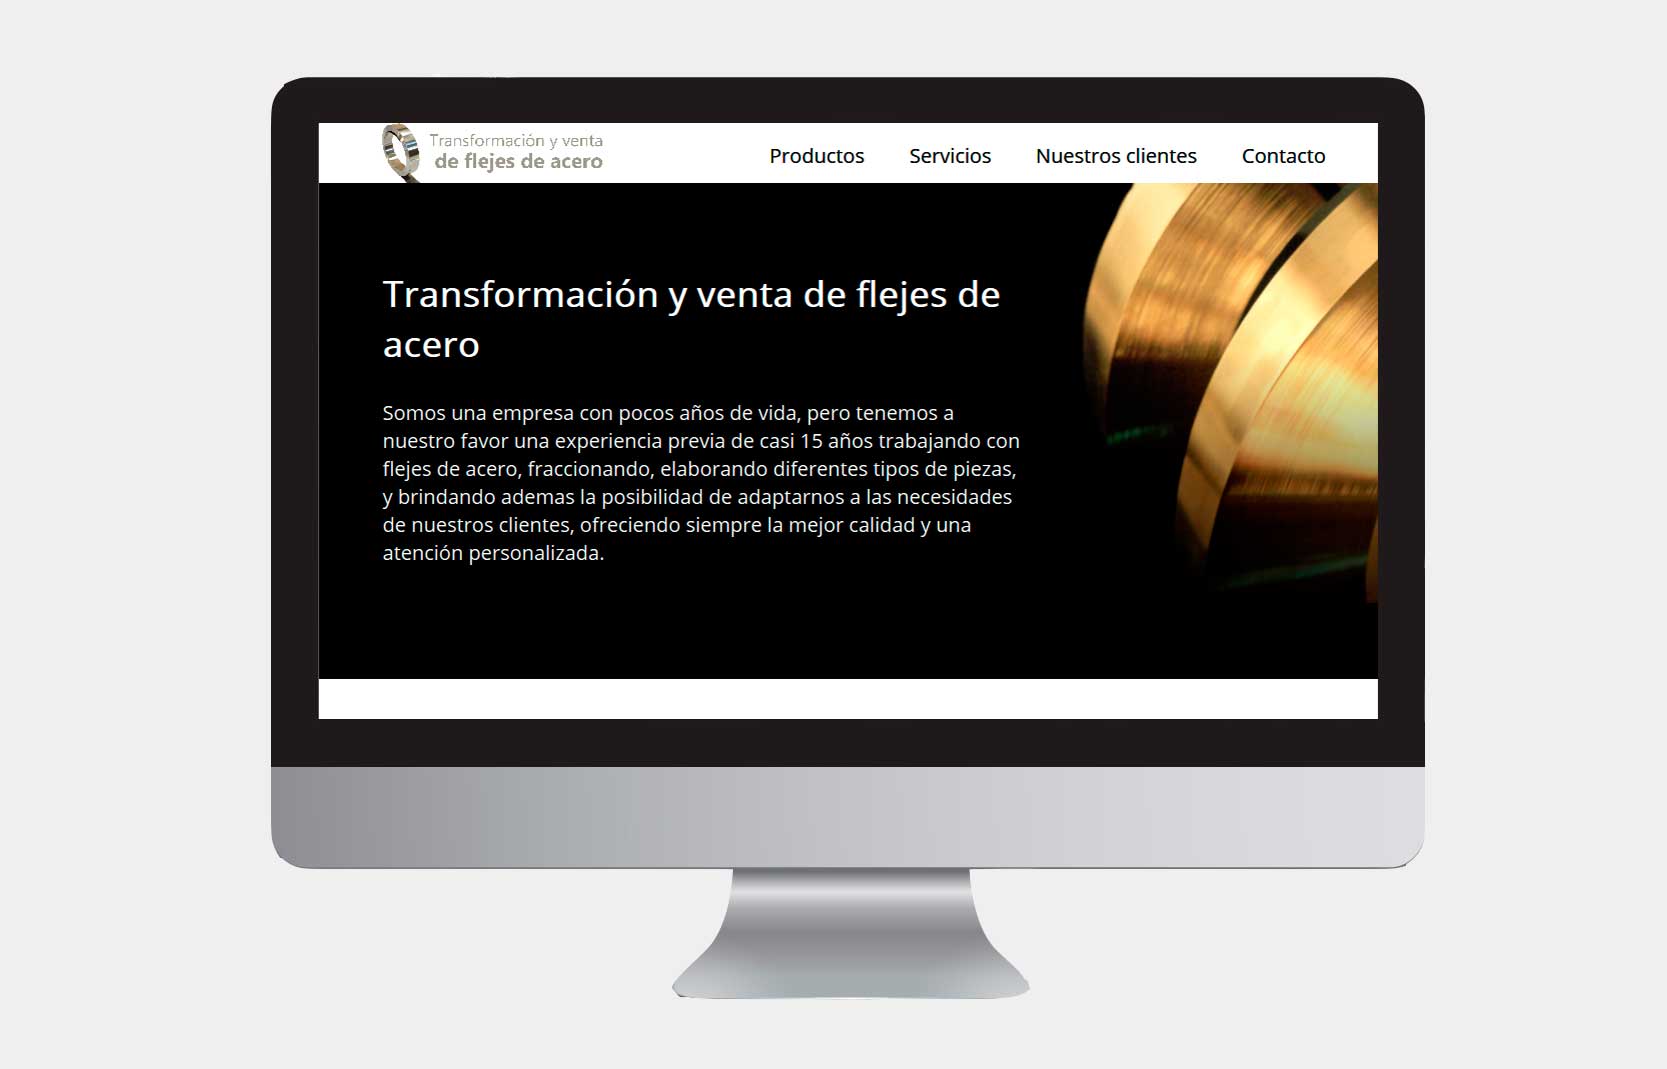 Transformación y venta
de flejes de acero
Productos Servicios Nuestros clientes Contacto
Transformación y venta de flejes de
acero
Somos una empresa con pocos años de vida, pero tenemos a
nuestro favor una experiencia previa de casi 15 años trabajando con
flejes de acero, fraccionando, elaborando diferentes tipos de piezas,
y brindando ademas la posibilidad de adaptarnos a las necesidades
de nuestros clientes, ofreciendo siempre la mejor calidad y una
atención personalizada.